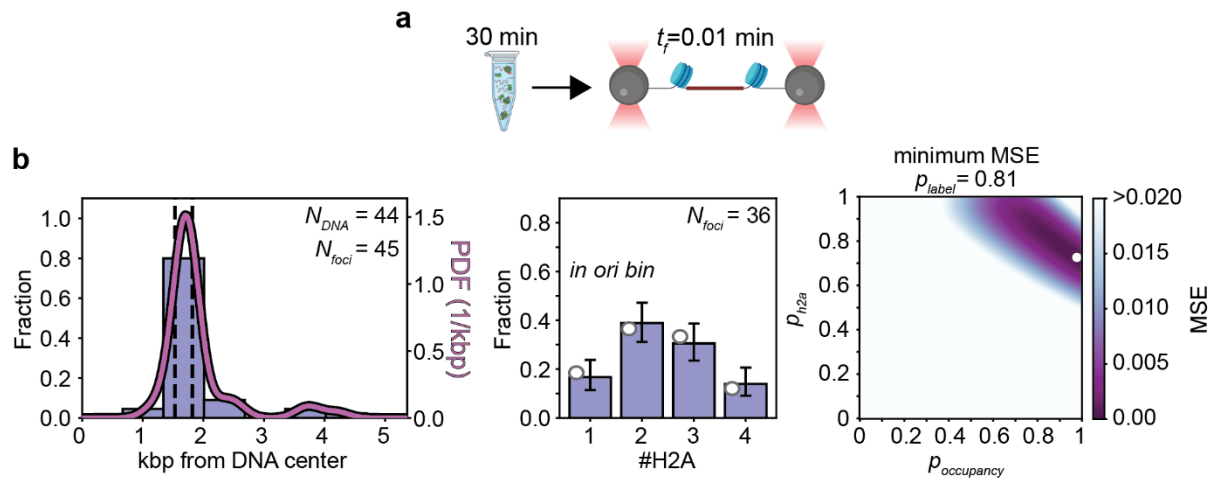 a
30 min
t_f=0.01 min
b
N_DNA = 44
N_foci = 45
Fraction
1.0
0.8
0.6
0.4
0.2
0.0
0 1 2 3 4 5
kbp from DNA center
1.5
1.0
0.5
0.0
PDF (1/kbp)
N_foci = 36
in ori bin
Fraction
0.8
0.6
0.4
0.2
0.0
1 2 3 4
#H2A
minimum MSE
p_label = 0.81
p_h2a
1
0.8
0.6
0.4
0.2
0
0 0.2 0.4 0.6 0.8 1
p_occupancy
>0.020
0.015
0.010
0.005
0.00
MSE